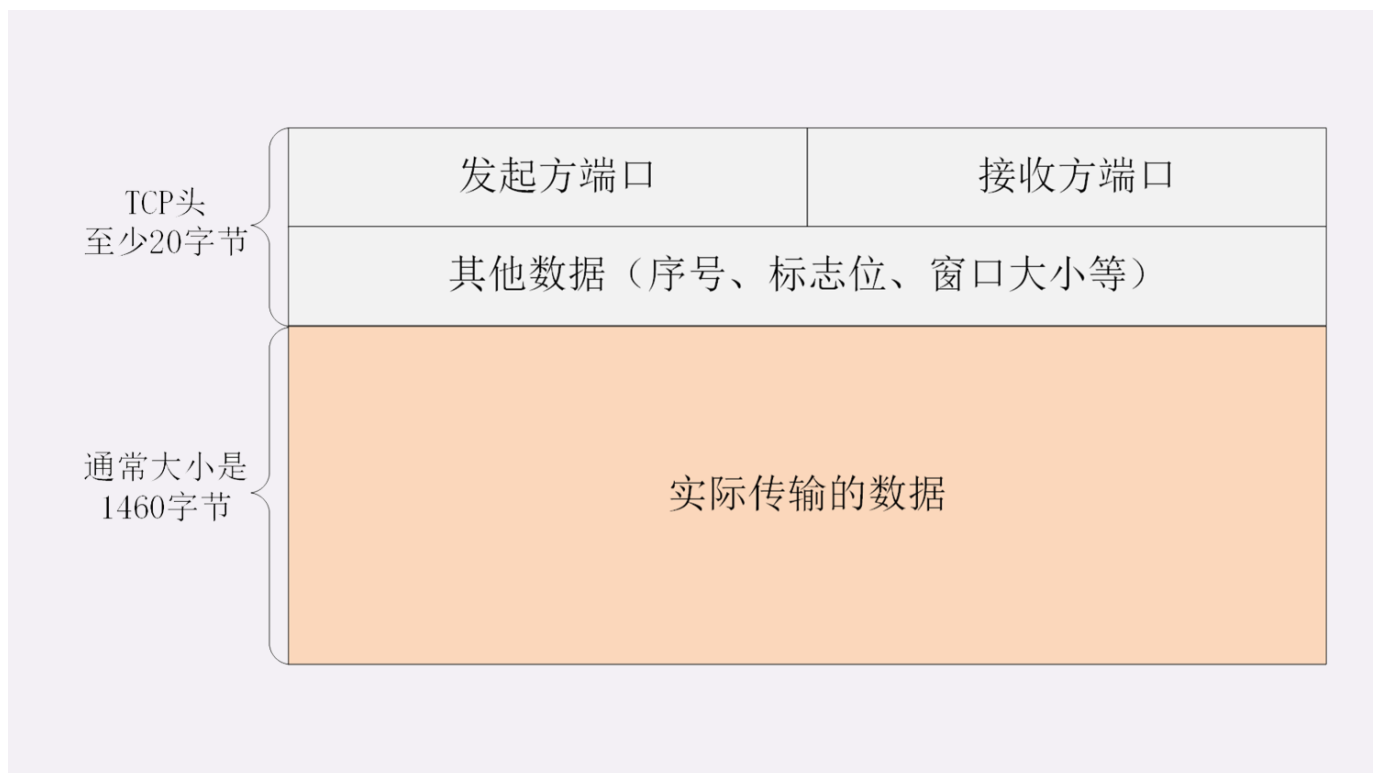 发起方端口
接收方端口
TCP头
至少20字节
其他数据（序号、标志位、窗口大小等）
通常大小是
1460字节
实际传输的数据